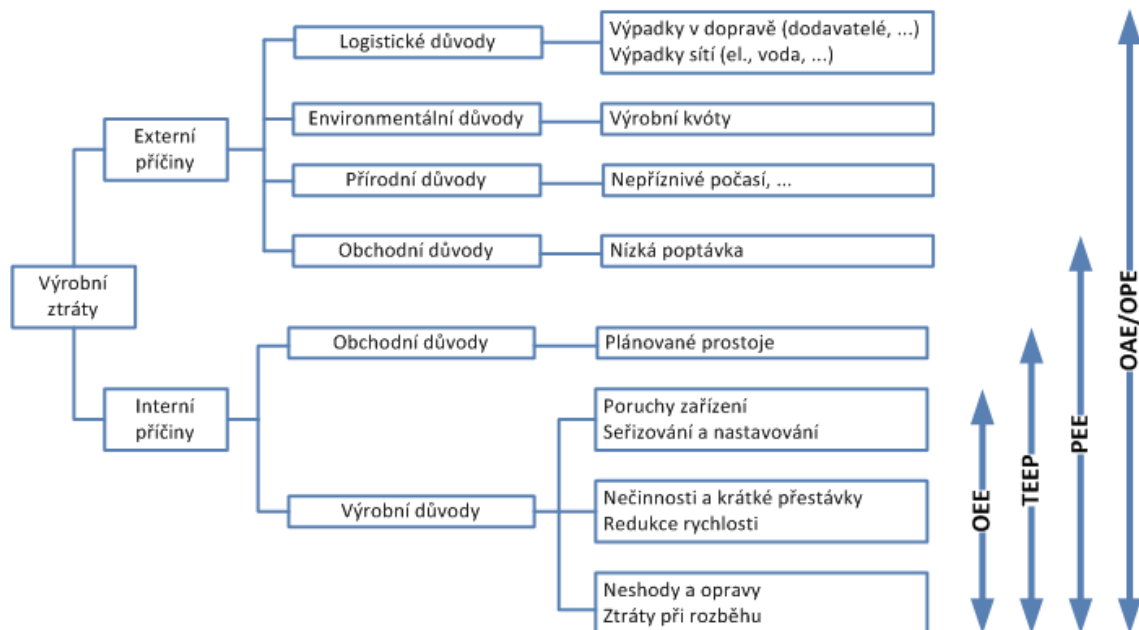 Logistické důvody
Výpadky v dopravě (dodavatelé, ...)
Výpadky sítí (el., voda, ...)
Externí
příčiny
Environmentální důvody
Výrobní kvóty
Přírodní důvody
Nepříznivé počasí, ...
Obchodní důvody
Nízká poptávka
Výrobní
ztráty
Obchodní důvody
Plánované prostoje
Interní
příčiny
Poruchy zařízení
Seřizování a nastavování
Výrobní důvody
Nečinnosti a krátké přestávky
Redukce rychlosti
Neshody a opravy
Ztráty při rozběhu
OEE
TEEP
PEE
OAE/OPE